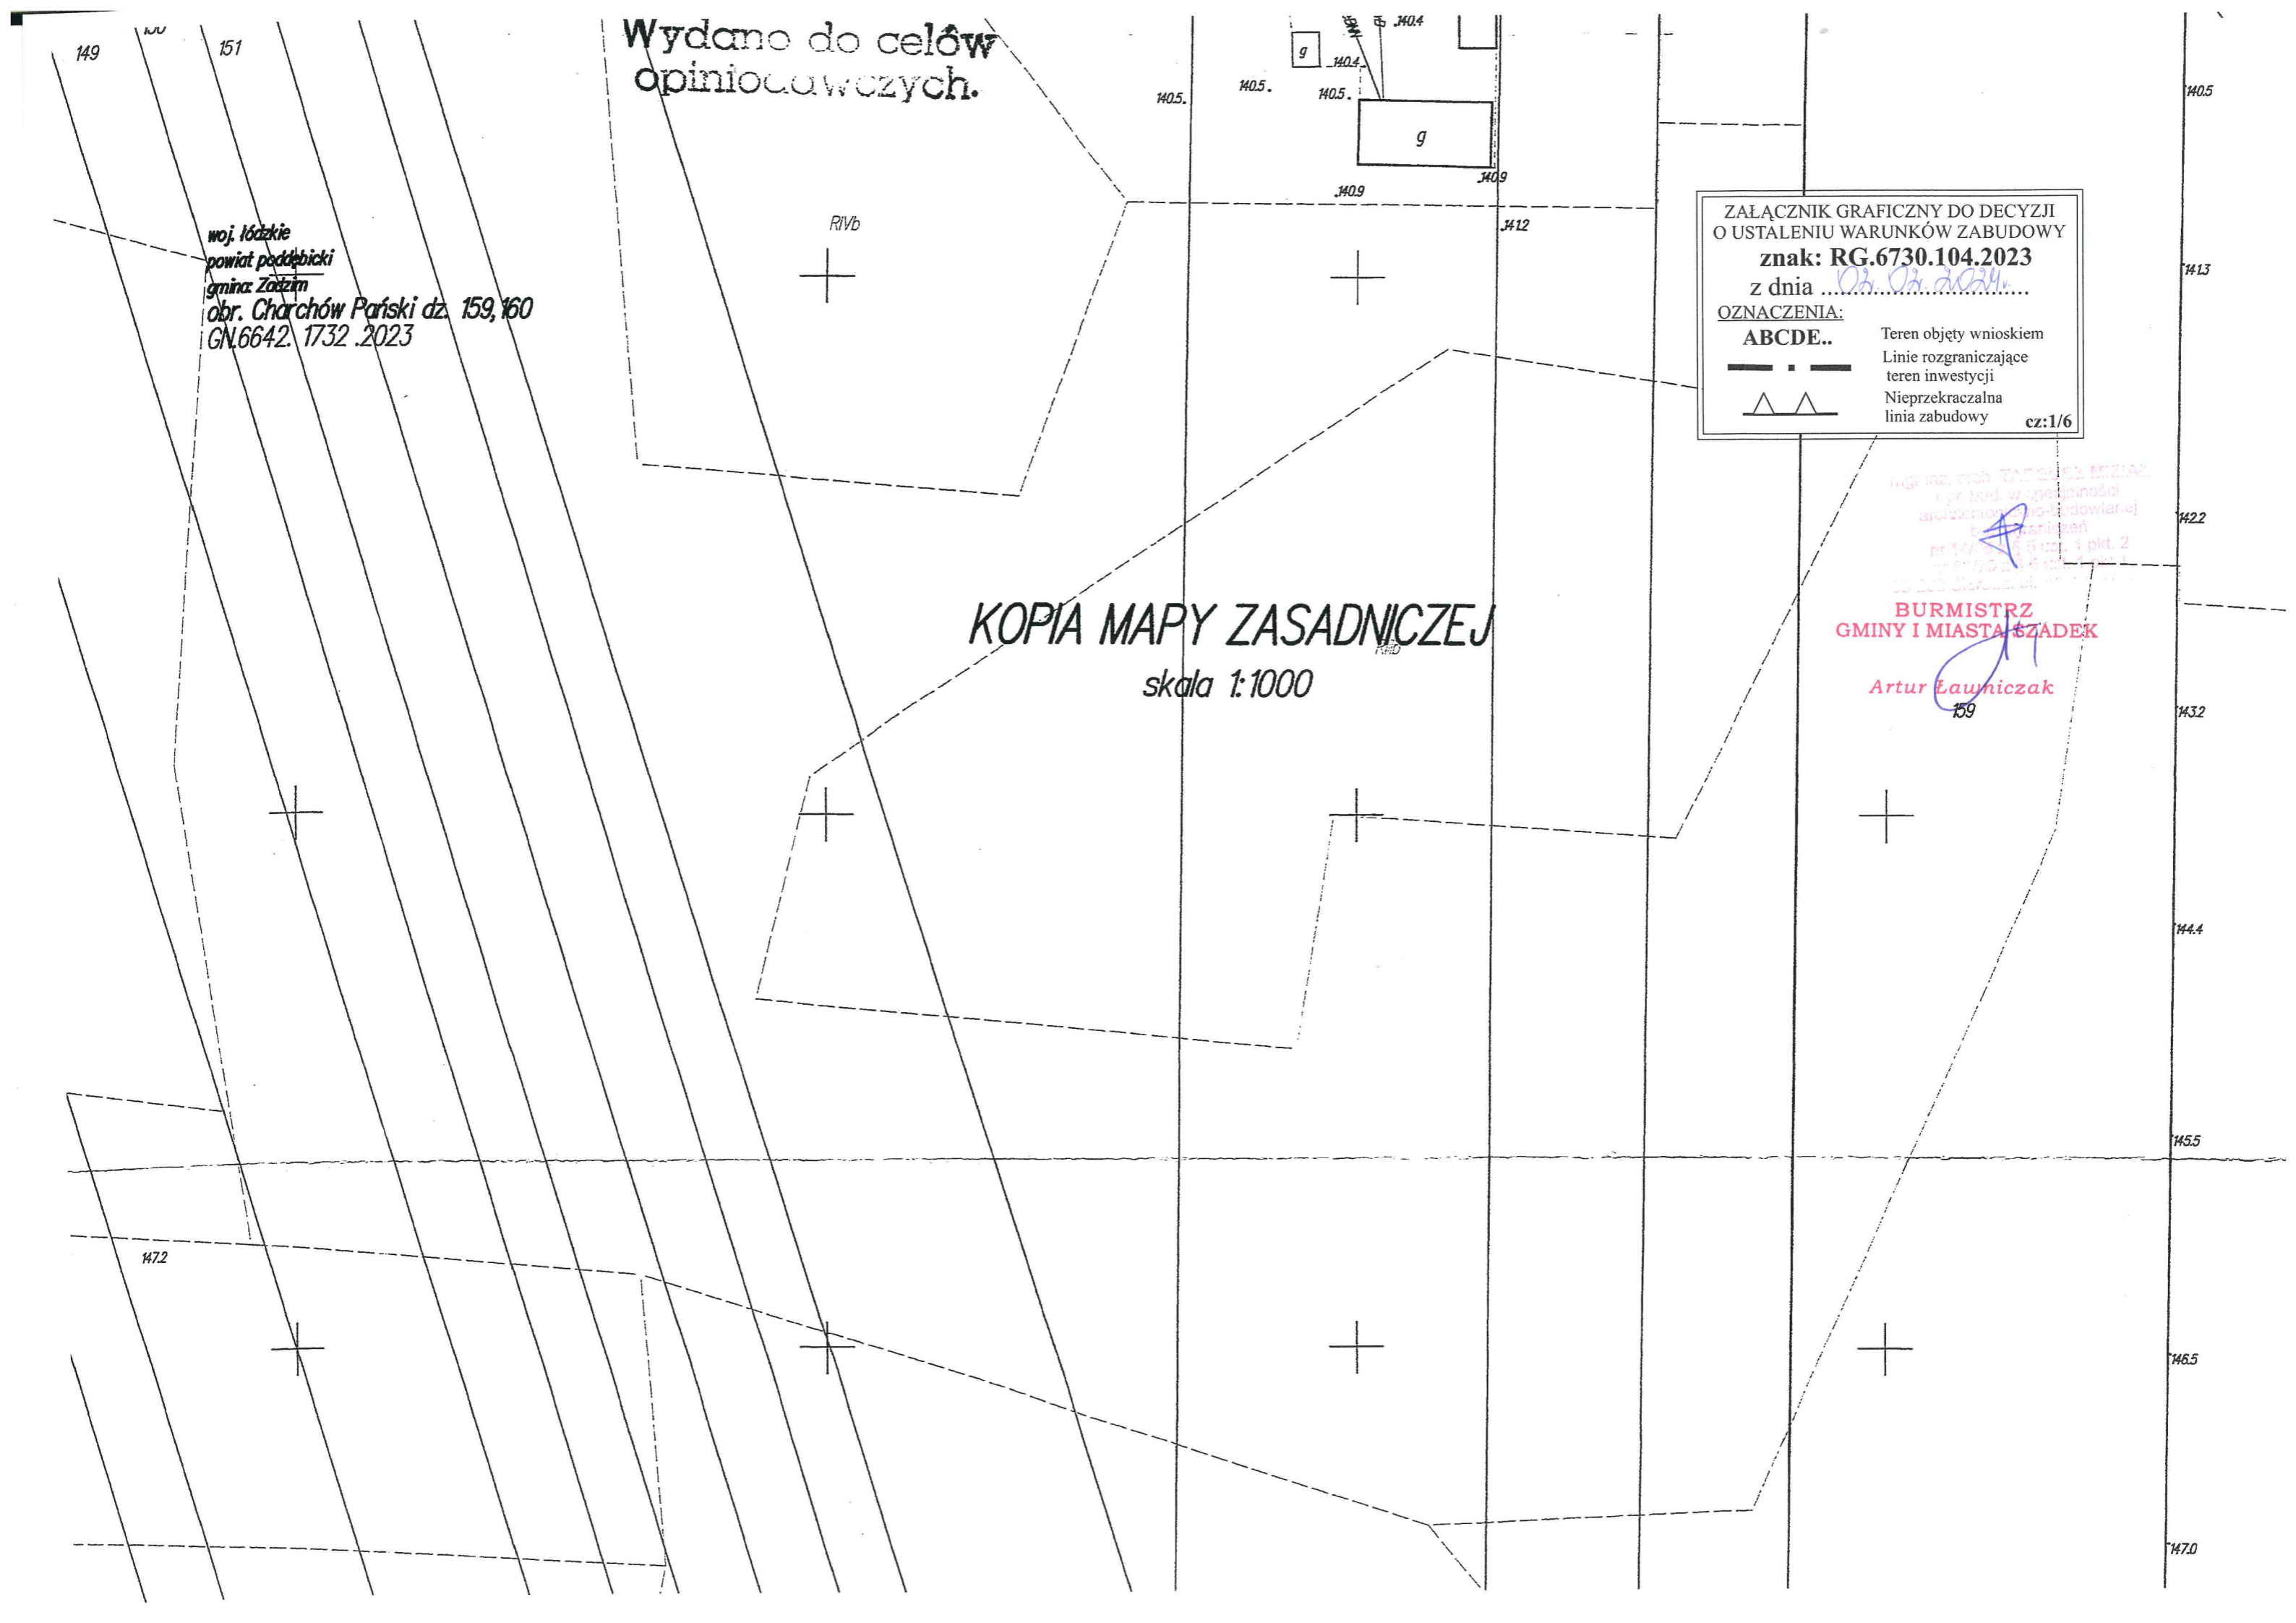 149
151
Wydano do celów
opiniodawczych.
140.4
g
140.4
140.5
140.5
140.5
g
140.9
140.9
141.2
140.5
141.3
RIVb
woj. łódzkie
powiat poddębicki
gmina: Zadzim
obr. Charchów Pański dz. 159, 160
GN.6642. 1732 .2023
ZAŁĄCZNIK GRAFICZNY DO DECYZJI
O USTALENIU WARUNKÓW ZABUDOWY
znak: RG.6730.104.2023
z dnia 02. 02. 2024r.
OZNACZENIA:
ABCDE.. Teren objęty wnioskiem
Linie rozgraniczające
teren inwestycji
Nieprzekraczalna
linia zabudowy
cz:1/6
142.2
BURMISTRZ
GMINY I MIASTA SZADEK
Artur Ławniczak
159
143.2
KOPIA MAPY ZASADNICZEJ
skala 1:1000
144.4
145.5
147.2
146.5
147.0